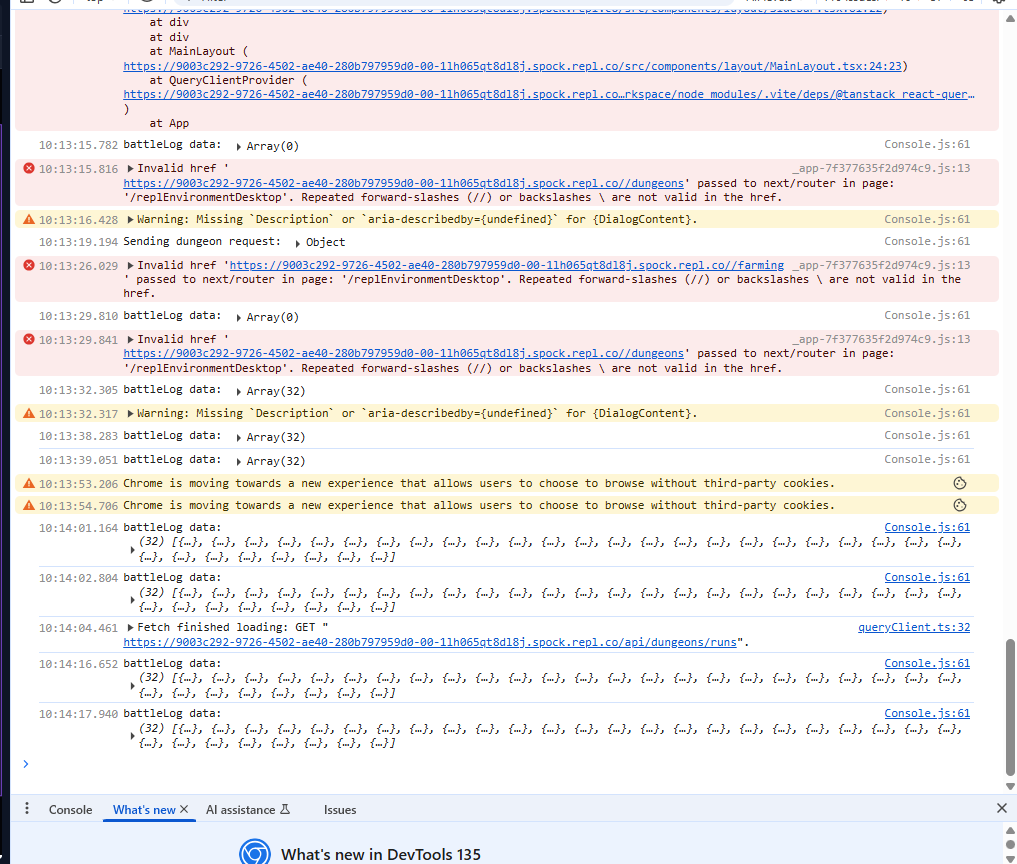 at div
at div
at MainLayout (
https://9003c292-9726-4502-ae40-280b797959d0-00-1lh065qt8dl8j.spock.repl.co/src/components/layout/MainLayout.tsx:24:23)
at QueryClientProvider (
https://9003c292-9726-4502-ae40-280b797959d0-00-1lh065qt8dl8j.spock.repl.co…rkspace/node_modules/.vite/deps/@tanstack_react-quer…
)
at App
10:13:15.782 battleLog data: ▶ Array(0) Console.js:61
10:13:15.816 ▶ Invalid href ' _app-7f377635f2d974c9.js:13
https://9003c292-9726-4502-ae40-280b797959d0-00-1lh065qt8dl8j.spock.repl.co//dungeons' passed to next/router in page:
'/replEnvironmentDesktop'. Repeated forward-slashes (//) or backslashes \ are not valid in the href.
10:13:16.428 ▶ Warning: Missing `Description` or `aria-describedby={undefined}` for {DialogContent}. Console.js:61
10:13:19.194 Sending dungeon request: ▶ Object Console.js:61
10:13:26.029 ▶ Invalid href 'https://9003c292-9726-4502-ae40-280b797959d0-00-1lh065qt8dl8j.spock.repl.co//farming _app-7f377635f2d974c9.js:13
' passed to next/router in page: '/replEnvironmentDesktop'. Repeated forward-slashes (//) or backslashes \ are not valid in the
href.
10:13:29.810 battleLog data: ▶ Array(0) Console.js:61
10:13:29.841 ▶ Invalid href ' _app-7f377635f2d974c9.js:13
https://9003c292-9726-4502-ae40-280b797959d0-00-1lh065qt8dl8j.spock.repl.co//dungeons' passed to next/router in page:
'/replEnvironmentDesktop'. Repeated forward-slashes (//) or backslashes \ are not valid in the href.
10:13:32.305 battleLog data: ▶ Array(32) Console.js:61
10:13:32.317 ▶ Warning: Missing `Description` or `aria-describedby={undefined}` for {DialogContent}. Console.js:61
10:13:38.283 battleLog data: ▶ Array(32) Console.js:61
10:13:39.051 battleLog data: ▶ Array(32) Console.js:61
10:13:53.206 Chrome is moving towards a new experience that allows users to choose to browse without third-party cookies.
10:13:54.706 Chrome is moving towards a new experience that allows users to choose to browse without third-party cookies.
10:14:01.164 battleLog data: Console.js:61
▶ (32) [{…}, {…}, {…}, {…}, {…}, {…}, {…}, {…}, {…}, {…}, {…}, {…}, {…}, {…}, {…}, {…}, {…}, {…}, {…}, {…}, {…}, {…}, {…}, {…},
{…}, {…}, {…}, {…}, {…}, {…}, {…}, {…}]
10:14:02.804 battleLog data: Console.js:61
▶ (32) [{…}, {…}, {…}, {…}, {…}, {…}, {…}, {…}, {…}, {…}, {…}, {…}, {…}, {…}, {…}, {…}, {…}, {…}, {…}, {…}, {…}, {…}, {…}, {…},
{…}, {…}, {…}, {…}, {…}, {…}, {…}, {…}]
10:14:04.461 ▶ Fetch finished loading: GET " queryClient.ts:32
https://9003c292-9726-4502-ae40-280b797959d0-00-1lh065qt8dl8j.spock.repl.co/api/dungeons/runs".
10:14:16.652 battleLog data: Console.js:61
▶ (32) [{…}, {…}, {…}, {…}, {…}, {…}, {…}, {…}, {…}, {…}, {…}, {…}, {…}, {…}, {…}, {…}, {…}, {…}, {…}, {…}, {…}, {…}, {…}, {…},
{…}, {…}, {…}, {…}, {…}, {…}, {…}, {…}]
10:14:17.940 battleLog data: Console.js:61
▶ (32) [{…}, {…}, {…}, {…}, {…}, {…}, {…}, {…}, {…}, {…}, {…}, {…}, {…}, {…}, {…}, {…}, {…}, {…}, {…}, {…}, {…}, {…}, {…}, {…},
{…}, {…}, {…}, {…}, {…}, {…}, {…}, {…}]
Console What's new AI assistance Issues
What's new in DevTools 135